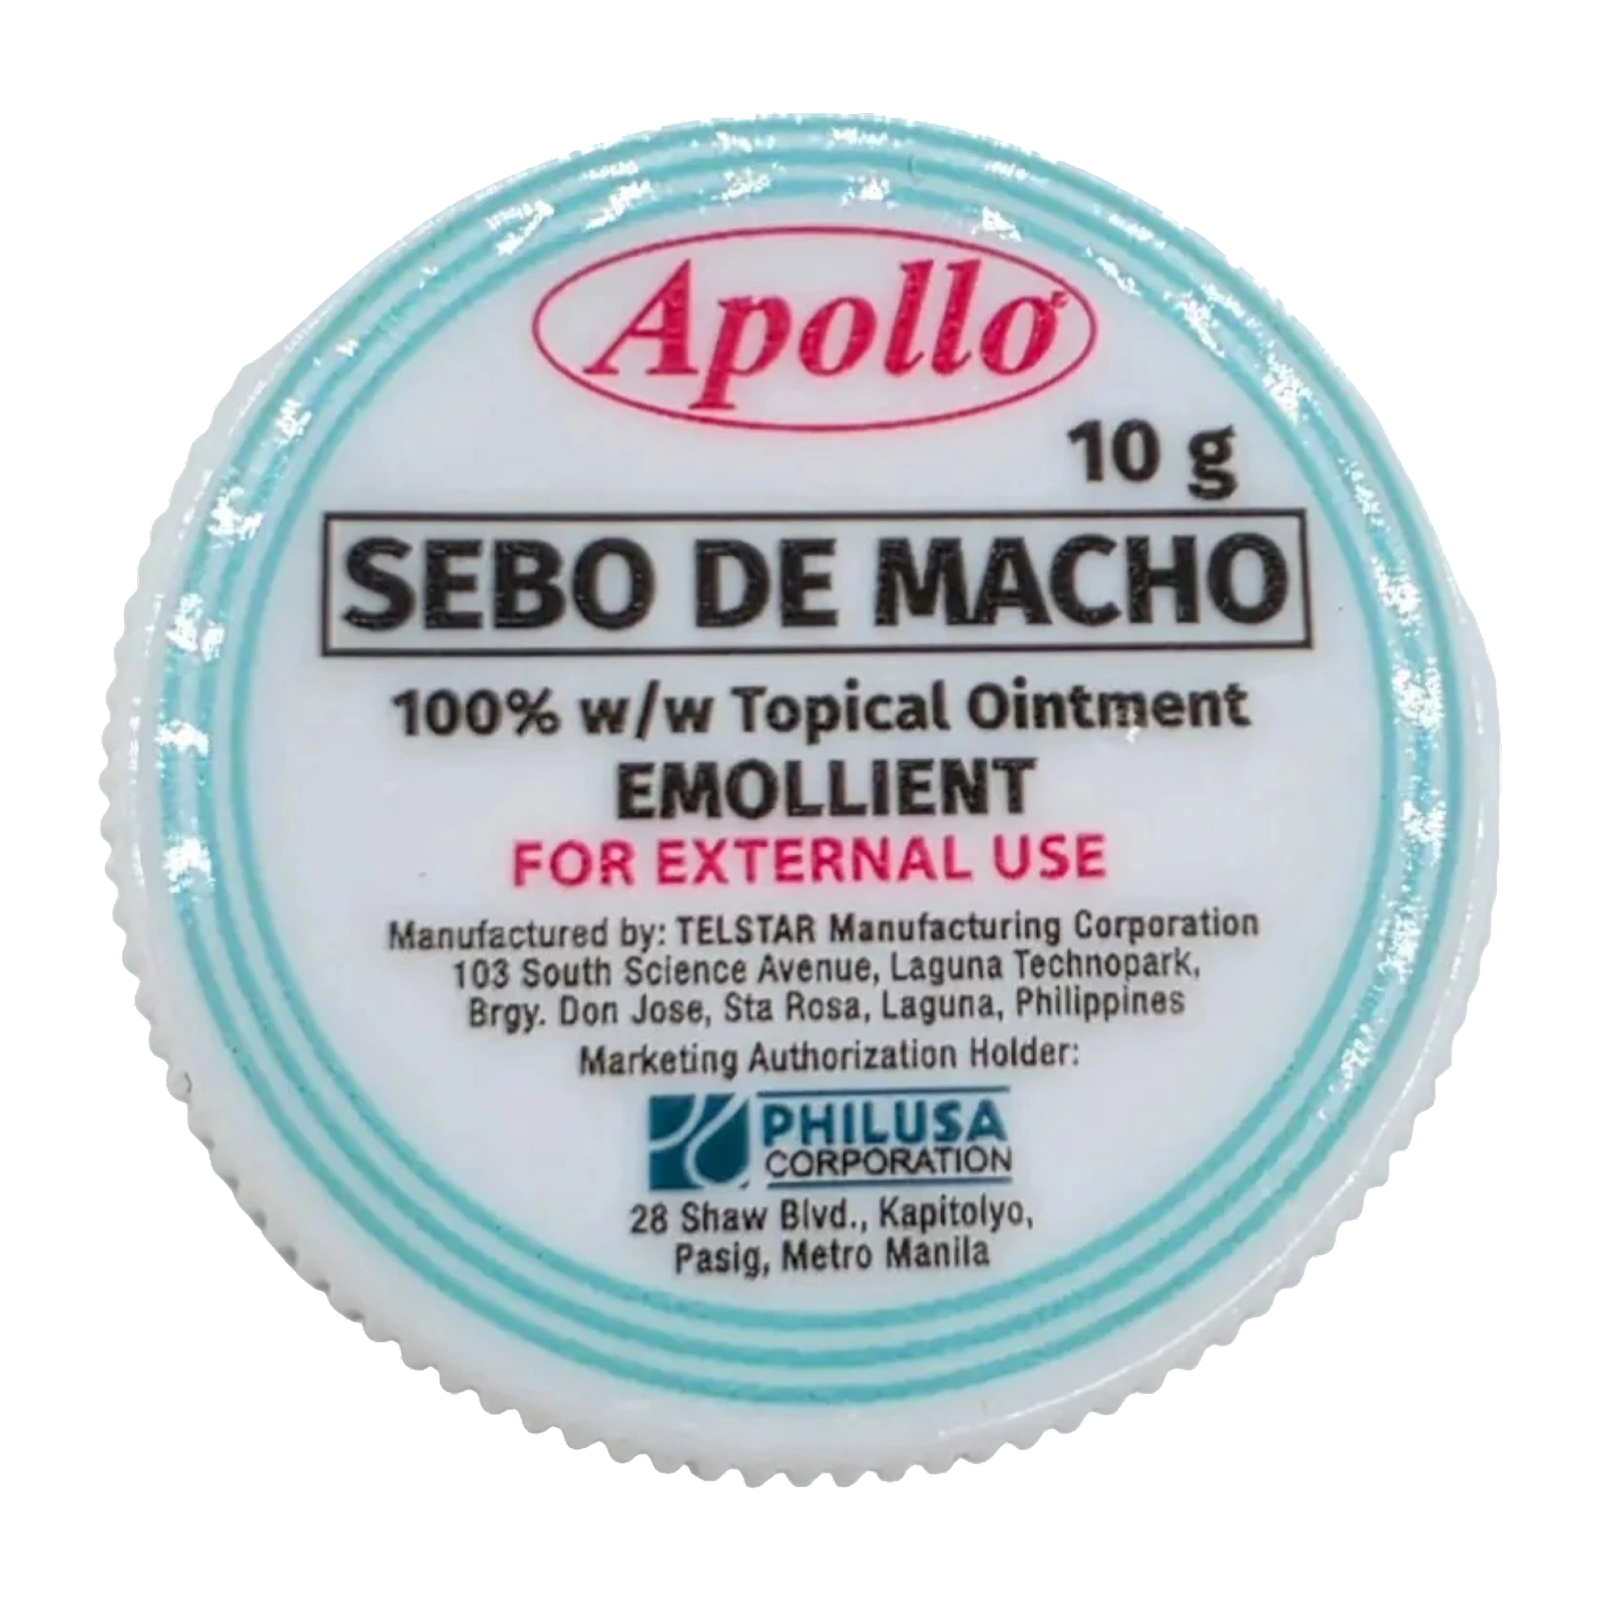 Apollo
10 g
SEBO DE MACHO
100% w/w Topical Ointment
EMOLLIENT
FOR EXTERNAL USE
Manufactured by: TELSTAR Manufacturing Corporation
103 South Science Avenue, Laguna Technopark,
Brgy. Don Jose, Sta Rosa, Laguna, Philippines
Marketing Authorization Holder:
PHILUSA
CORPORATION
28 Shaw Blvd., Kapitolyo,
Pasig, Metro Manila